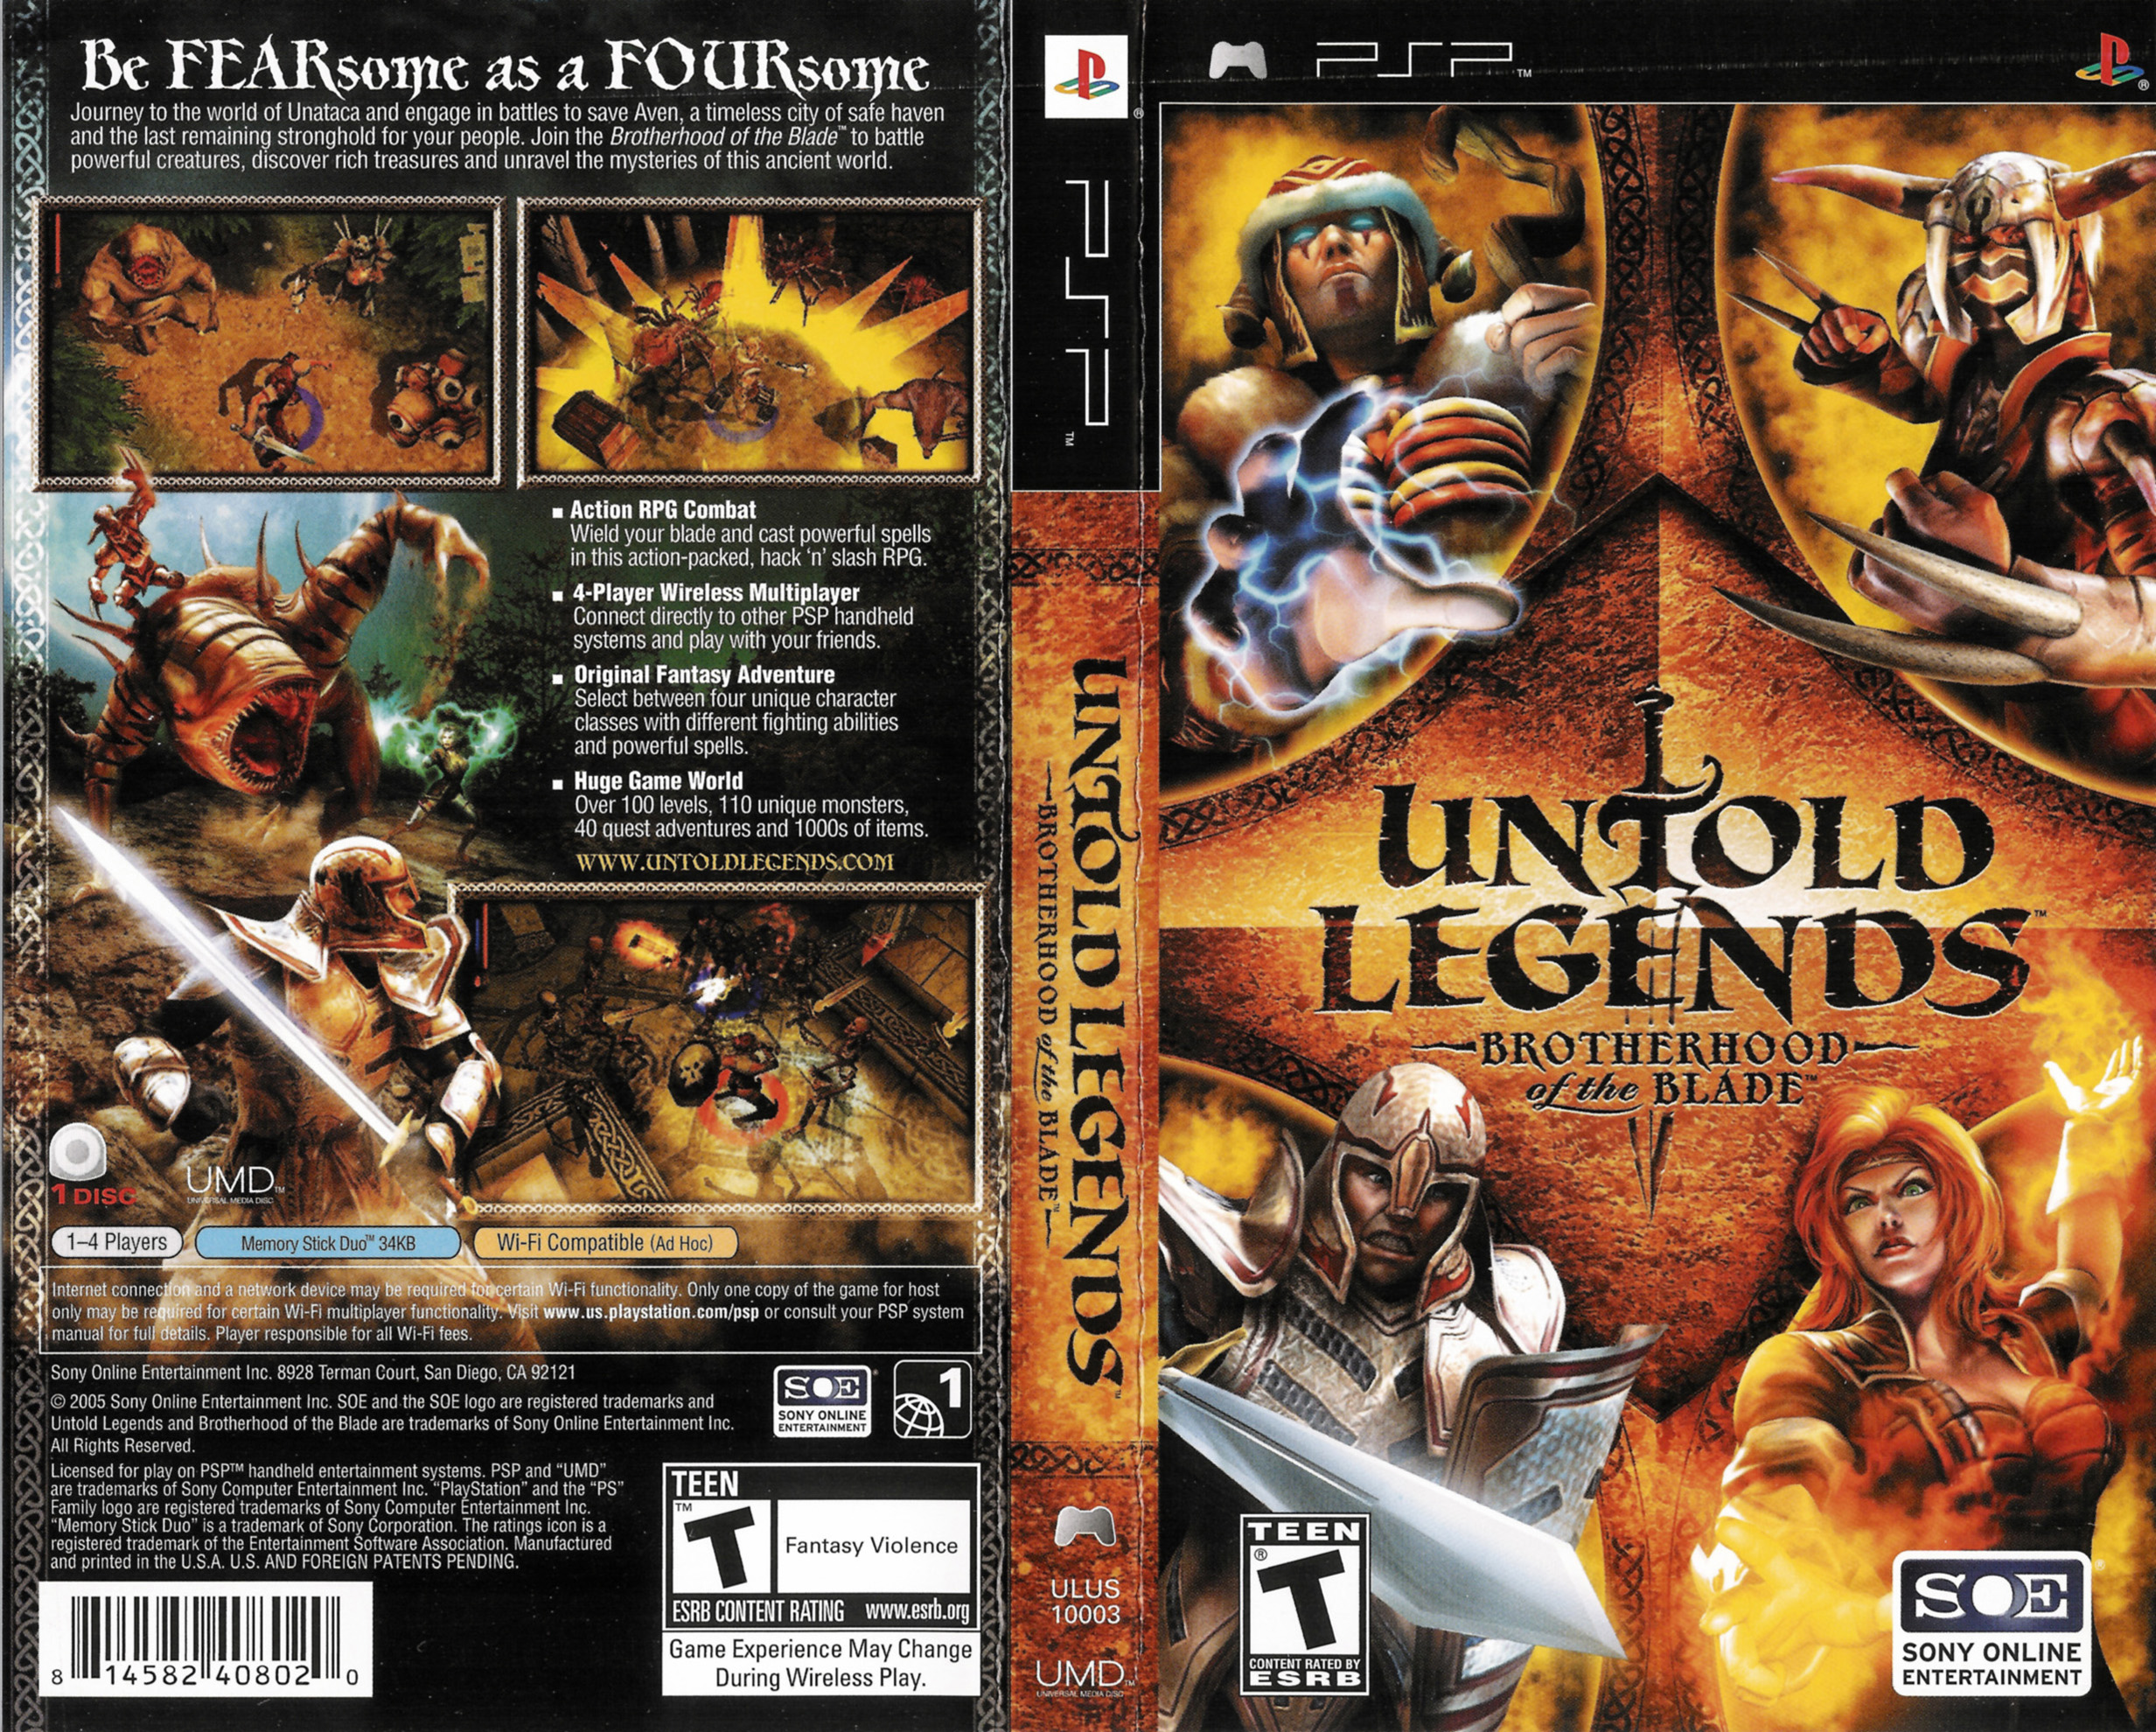 Be FEARsome as a FOURsome
Journey to the world of Unataca and engage in battles to save Aven, a timeless city of safe haven
and the last remaining stronghold for your people. Join the Brotherhood of the Blade™ to battle
powerful creatures, discover rich treasures and unravel the mysteries of this ancient world.
■ Action RPG Combat
Wield your blade and cast powerful spells
in this action-packed, hack ‘n’ slash RPG.
■ 4-Player Wireless Multiplayer
Connect directly to other PSP handheld
systems and play with your friends.
■ Original Fantasy Adventure
Select between four unique character
classes with different fighting abilities
and powerful spells.
■ Huge Game World
Over 100 levels, 110 unique monsters,
40 quest adventures and 1000s of items.
WWW.UNTOLDLEGENDS.COM
1 DISC
UMD™
UNIVERSAL MEDIA DISC
1–4 Players
Memory Stick Duo™ 34KB
Wi-Fi Compatible (Ad Hoc)
Internet connection and a network device may be required for certain Wi-Fi functionality. Only one copy of the game for host
only may be required for certain Wi-Fi multiplayer functionality. Visit www.us.playstation.com/psp or consult your PSP system
manual for full details. Player responsible for all Wi-Fi fees.
Sony Online Entertainment Inc. 8928 Terman Court, San Diego, CA 92121
© 2005 Sony Online Entertainment Inc. SOE and the SOE logo are registered trademarks and
Untold Legends and Brotherhood of the Blade are trademarks of Sony Online Entertainment Inc.
All Rights Reserved.
SOE®
SONY ONLINE
ENTERTAINMENT
1
Licensed for play on PSP™ handheld entertainment systems. PSP and “UMD”
are trademarks of Sony Computer Entertainment Inc. “PlayStation” and the “PS”
Family logo are registered trademarks of Sony Computer Entertainment Inc.
“Memory Stick Duo” is a trademark of Sony Corporation. The ratings icon is a
registered trademark of the Entertainment Software Association. Manufactured
and printed in the U.S.A. U.S. AND FOREIGN PATENTS PENDING.
TEEN
™
T
Fantasy Violence
ESRB CONTENT RATING www.esrb.org
Game Experience May Change
During Wireless Play.
8 14582 40802 0
®
PSP™
UNTOLD LEGENDS™
BROTHERHOOD of the BLADE™
ULUS
10003
UMD™
UNIVERSAL MEDIA DISC
PSP™
®
UNTOLD
LEGENDS™
BROTHERHOOD
of the BLADE™
TEEN
®
T
CONTENT RATED BY
ESRB
SOE®
SONY ONLINE
ENTERTAINMENT